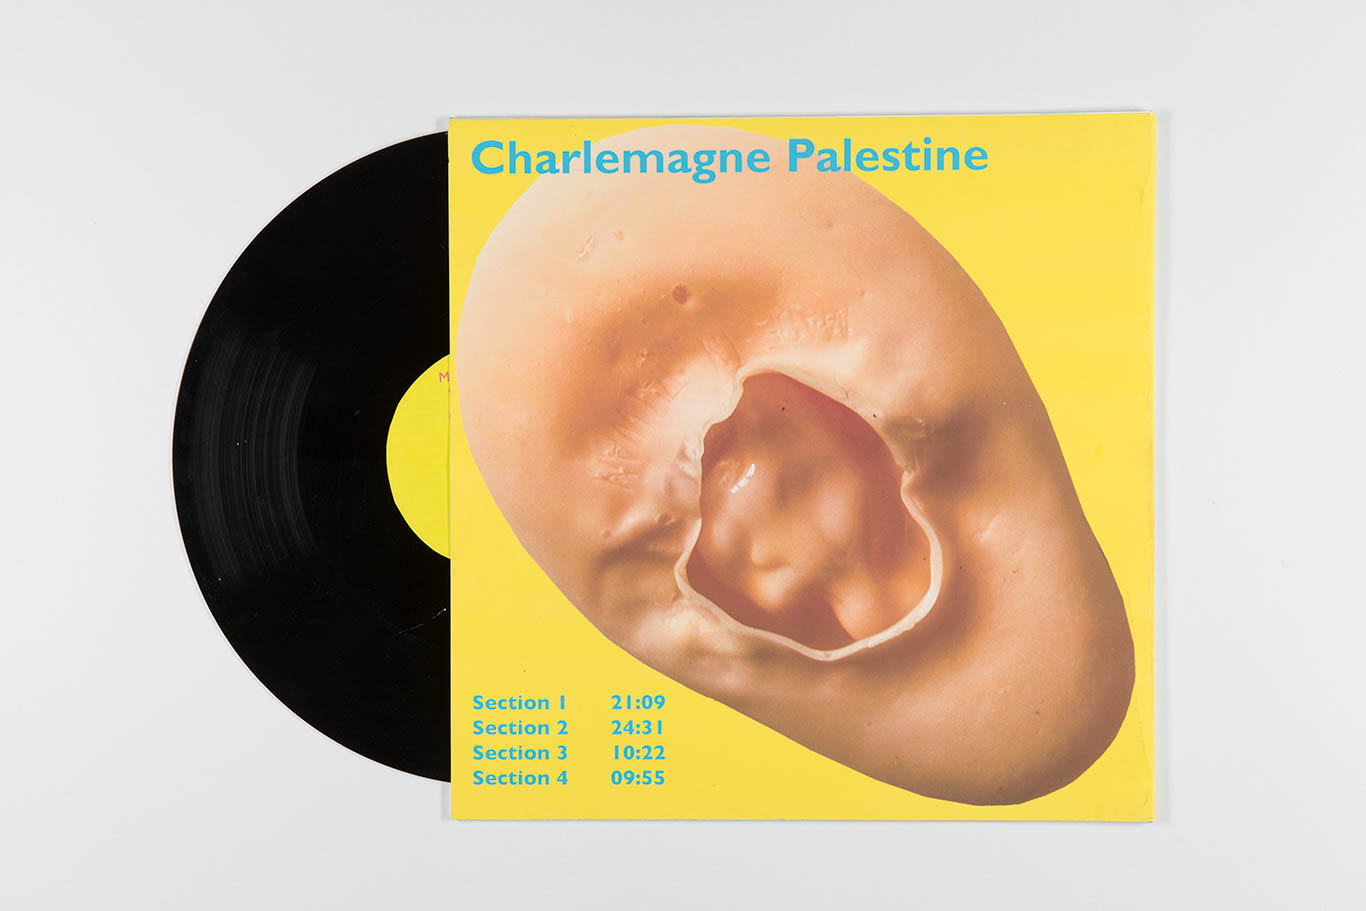 Charlemagne Palestine
M
Section 1 21:09
Section 2 24:31
Section 3 10:22
Section 4 09:55